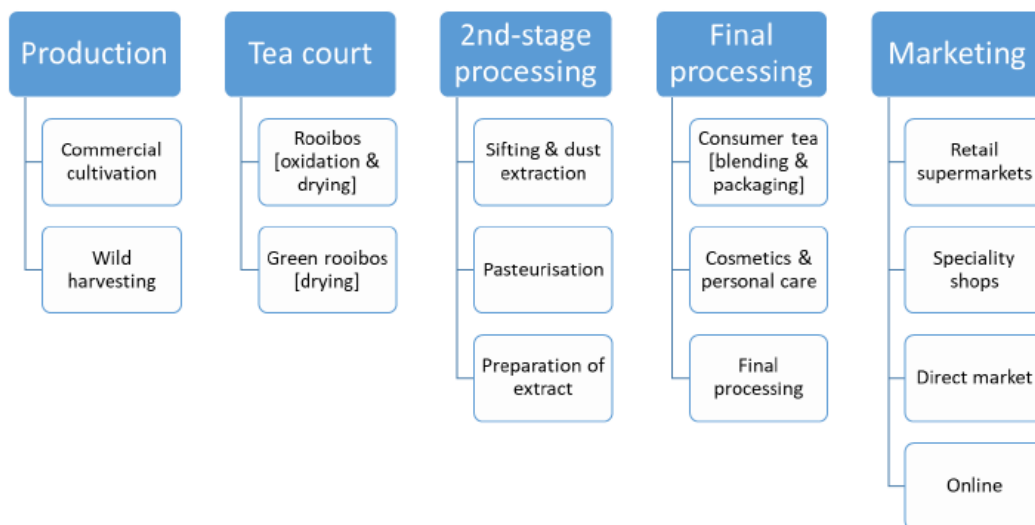 Production
Commercial
cultivation
Wild
harvesting
Tea court
Rooibos
[oxidation &
drying]
Green rooibos
[drying]
2nd-stage
processing
Sifting & dust
extraction
Pasteurisation
Preparation of
extract
Final
processing
Consumer tea
[blending &
packaging]
Cosmetics &
personal care
Final
processing
Marketing
Retail
supermarkets
Speciality
shops
Direct market
Online